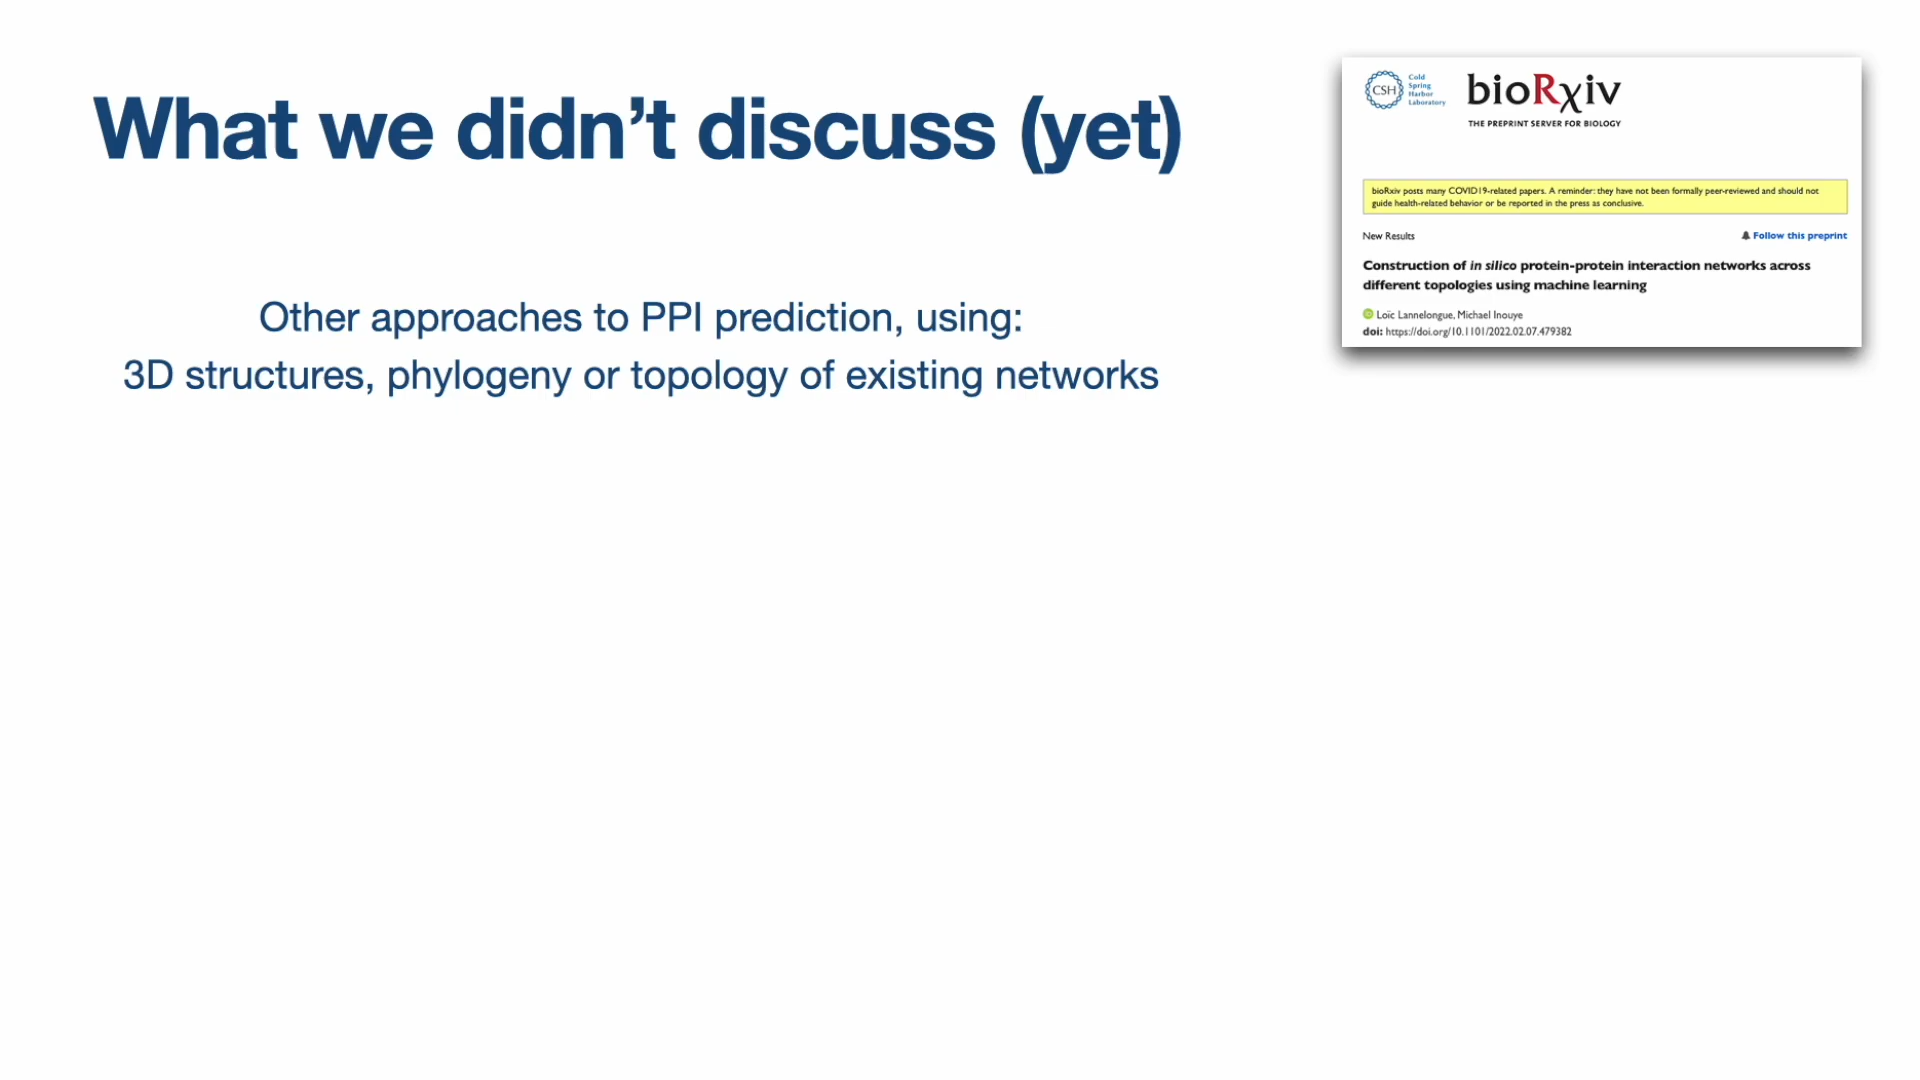 What we didn’t discuss (yet)
Other approaches to PPI prediction, using:
3D structures, phylogeny or topology of existing networks
CSH
Cold
Spring
Harbor
Laboratory
bioRχiv
THE PREPRINT SERVER FOR BIOLOGY
bioRxiv posts many COVID19-related papers. A reminder: they have not been formally peer-reviewed and should not
guide health-related behavior or be reported in the press as conclusive.
New Results
Follow this preprint
Construction of in silico protein-protein interaction networks across
different topologies using machine learning
Loïc Lannelongue, Michael Inouye
doi: https://doi.org/10.1101/2022.02.07.479382